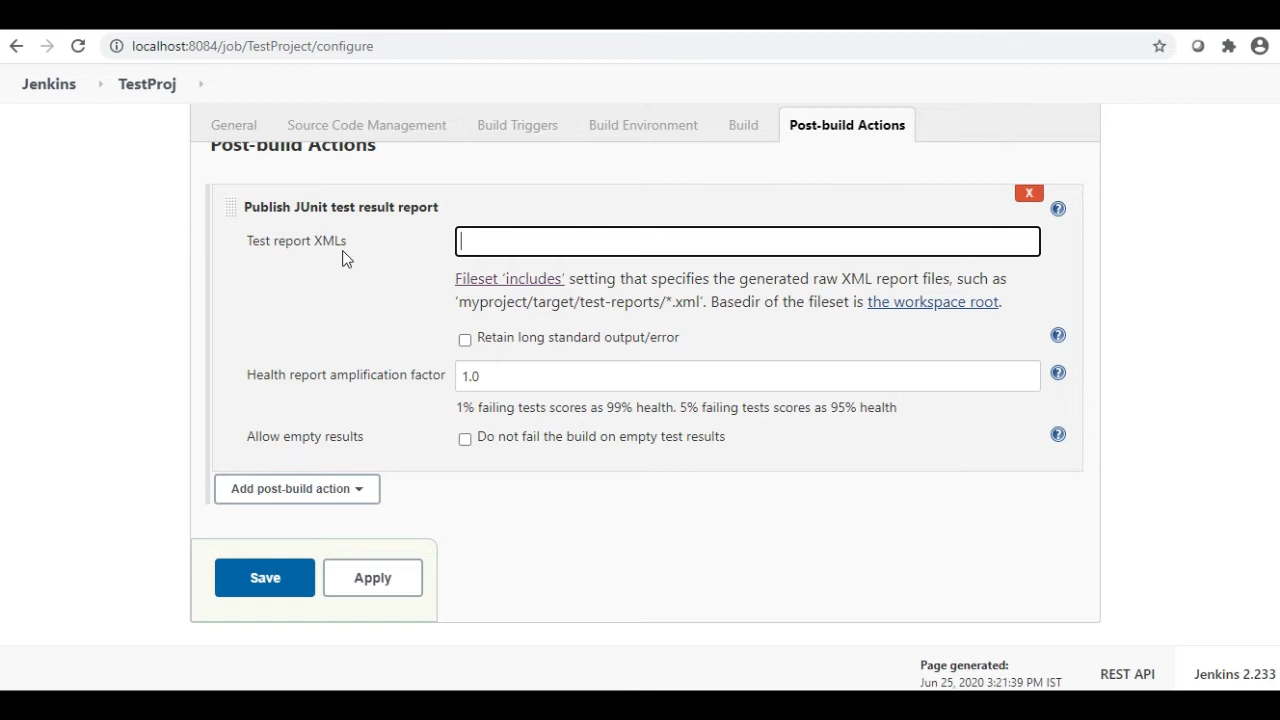 localhost:8084/job/TestProject/configure
Jenkins TestProj
General Source Code Management Build Triggers Build Environment Build Post-build Actions
Post-build Actions
X
Publish JUnit test result report
Test report XMLs
Fileset 'includes' setting that specifies the generated raw XML report files, such as
'myproject/target/test-reports/*.xml'. Basedir of the fileset is the workspace root.
Retain long standard output/error
Health report amplification factor 1.0
1% failing tests scores as 99% health. 5% failing tests scores as 95% health
Allow empty results Do not fail the build on empty test results
Add post-build action
Save Apply
Page generated:
Jun 25, 2020 3:21:39 PM IST REST API Jenkins 2.233